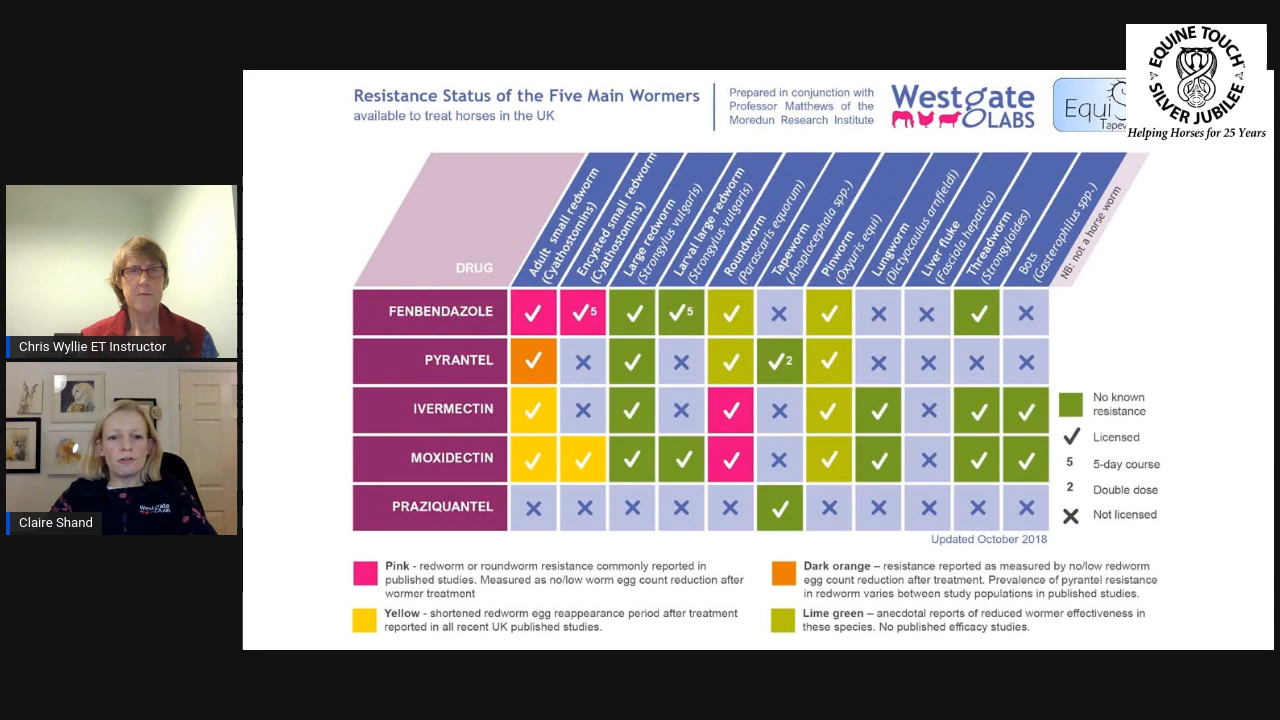 EQUINE TOUCH™
SILVER JUBILEE
Helping Horses for 25 Years
Resistance Status of the Five Main Wormers
available to treat horses in the UK
Prepared in conjunction with
Professor Matthews of the
Moredun Research Institute
Westgate
LABS
Equi
DRUG
Adult small redworm
(Cyathostomins)
Encysted small redworm
(Cyathostomins)
Large redworm
(Strongylus vulgaris)
Larval large redworm
(Strongylus vulgaris)
Roundworm
(Parascaris equorum)
Tapeworm
(Anoplocephala spp.)
Pinworm
(Oxyuris equi)
Lungworm
(Dictyocaulus arnfieldi)
Liver fluke
(Fasciola hepatica)
Threadworm
(Strongyloides)
Bots
(Gasterophilus spp.)
NB: not a horse worm
FENBENDAZOLE ✓ ✓5 ✓ ✓5 ✓ ✕ ✓ ✕ ✕ ✓ ✕
PYRANTEL ✓ ✕ ✓ ✕ ✓ ✓2 ✓ ✕ ✕ ✕ ✕
IVERMECTIN ✓ ✕ ✓ ✕ ✓ ✕ ✓ ✓ ✕ ✓ ✓
MOXIDECTIN ✓ ✓ ✓ ✓ ✓ ✕ ✓ ✓ ✕ ✓ ✓
PRAZIQUANTEL ✕ ✕ ✕ ✕ ✕ ✓ ✕ ✕ ✕ ✕ ✕
No known
resistance
✓ Licensed
5 5-day course
2 Double dose
✕ Not licensed
Updated October 2018
Pink - redworm or roundworm resistance commonly reported in
published studies. Measured as no/low worm egg count reduction after
wormer treatment
Yellow - shortened redworm egg reappearance period after treatment
reported in all recent UK published studies.
Dark orange – resistance reported as measured by no/low redworm
egg count reduction after treatment. Prevalence of pyrantel resistance
in redworm varies between study populations in published studies.
Lime green – anecdotal reports of reduced wormer effectiveness in
these species. No published efficacy studies.
Chris Wyllie ET Instructor
Westgate
LABS
Claire Shand